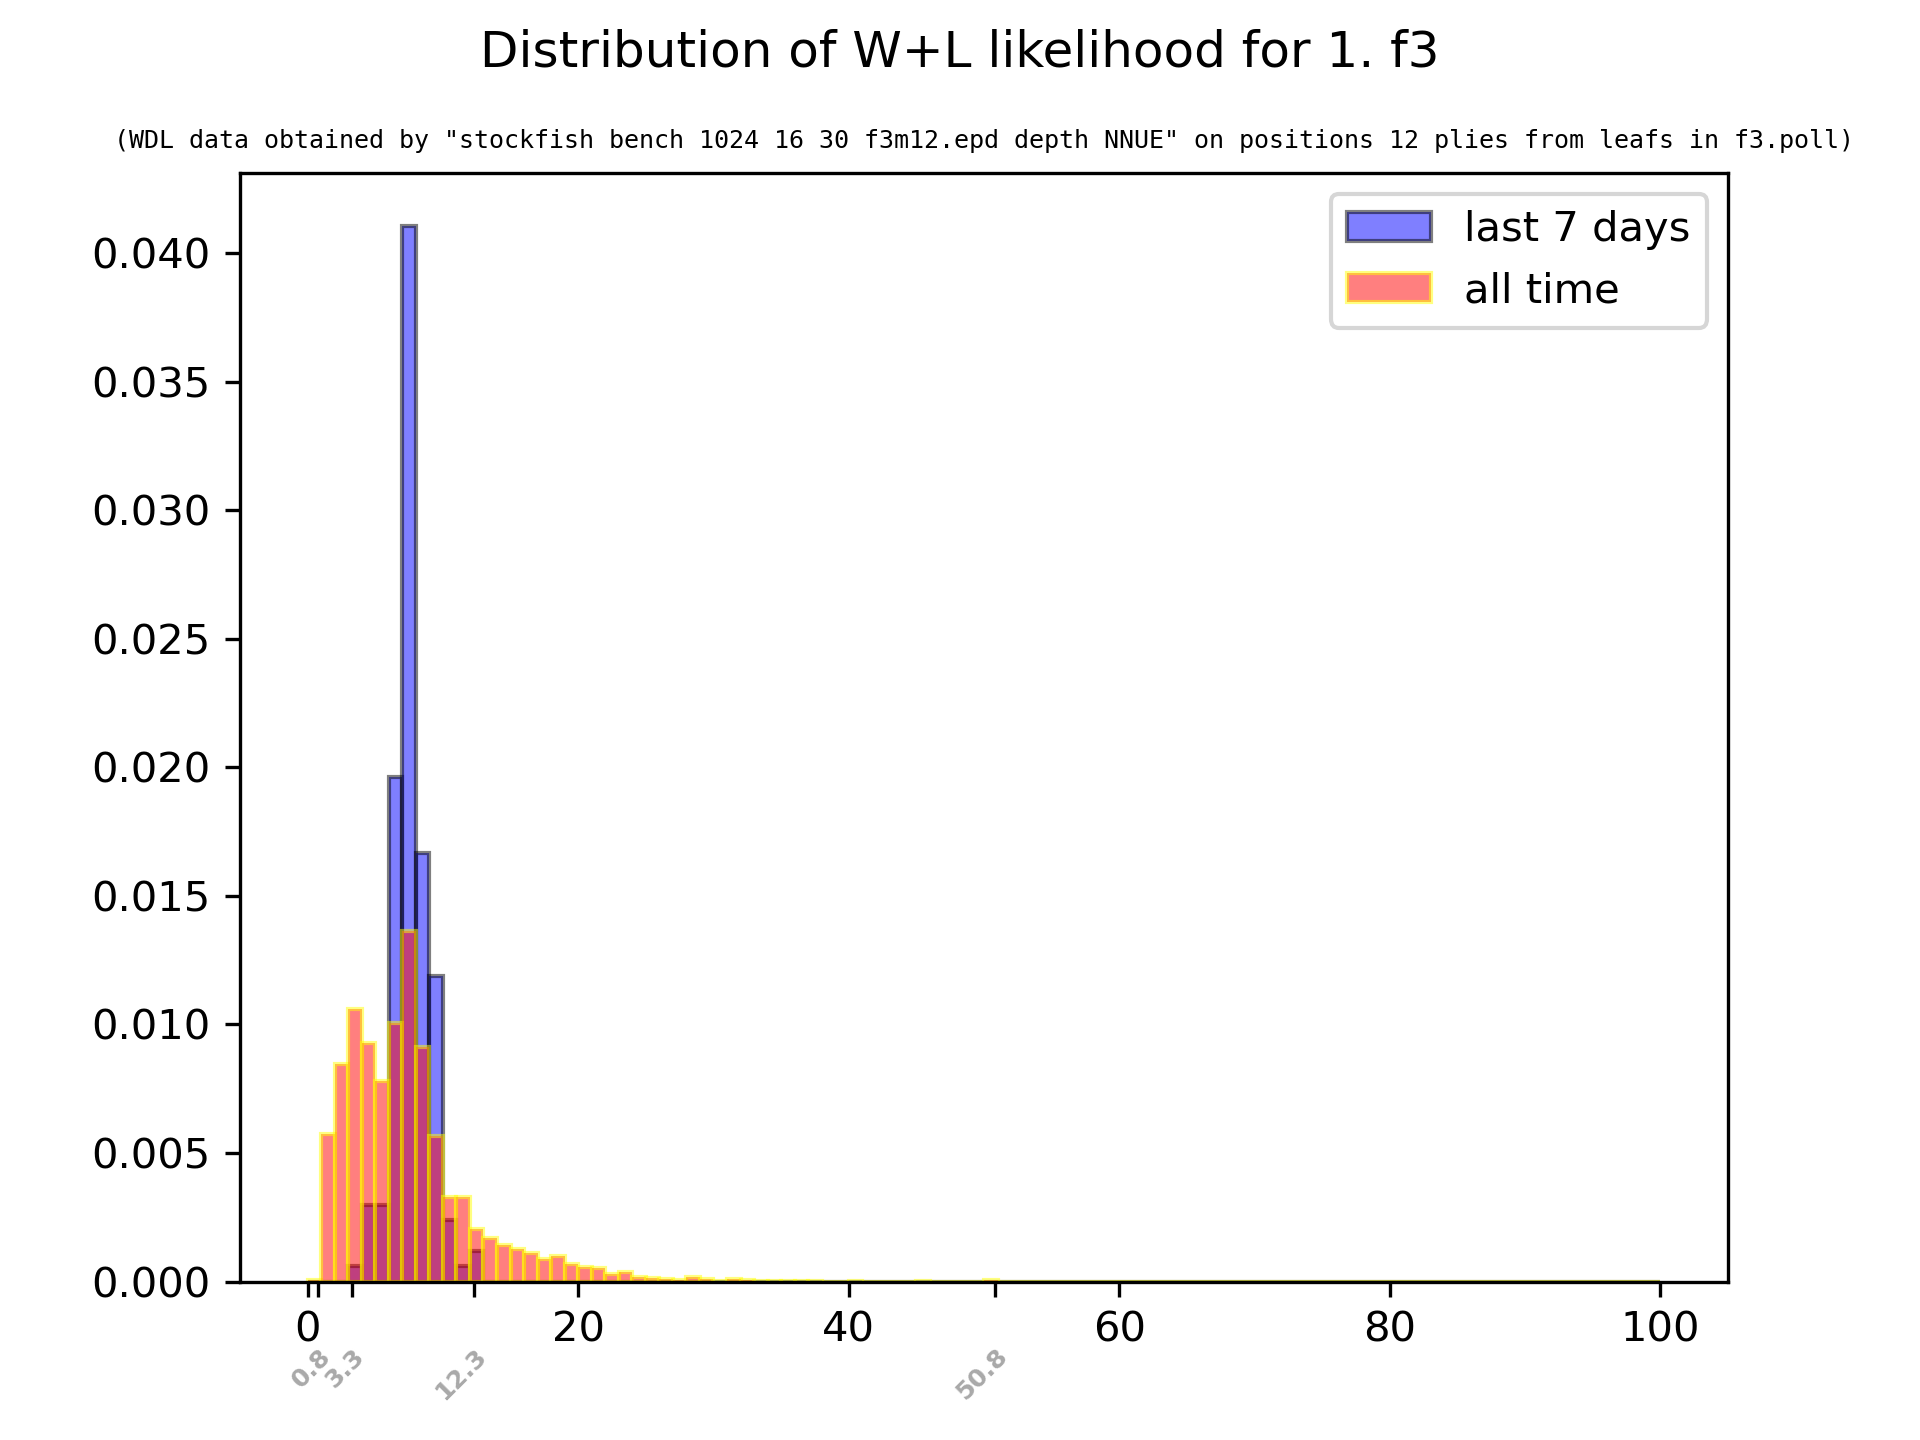 Distribution of W+L likelihood for 1. f3
(WDL data obtained by "stockfish bench 1024 16 30 f3m12.epd depth NNUE" on positions 12 plies from leafs in f3.poll)
last 7 days
all time
0.040
0.035
0.030
0.025
0.020
0.015
0.010
0.005
0.000
0 20 40 60 80 100
0.8 3.3 12.3 50.8